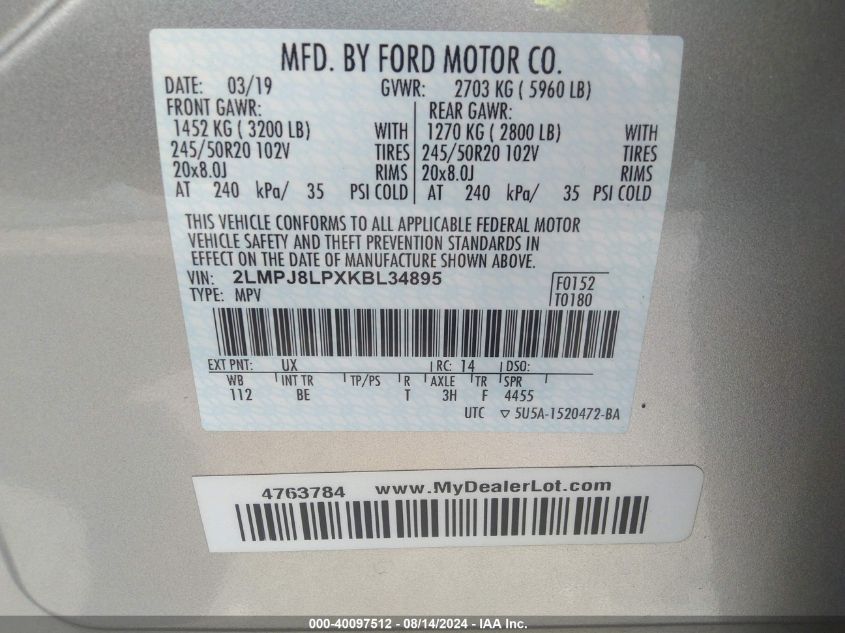 MFD. BY FORD MOTOR CO.
DATE: 03/19 GVWR: 2703 KG ( 5960 LB)
FRONT GAWR: REAR GAWR:
1452 KG ( 3200 LB) WITH 1270 KG ( 2800 LB) WITH
245/50R20 102V TIRES 245/50R20 102V TIRES
20x8.0J RIMS 20x8.0J RIMS
AT 240 kPa/ 35 PSI COLD AT 240 kPa/ 35 PSI COLD
THIS VEHICLE CONFORMS TO ALL APPLICABLE FEDERAL MOTOR
VEHICLE SAFETY AND THEFT PREVENTION STANDARDS IN
EFFECT ON THE DATE OF MANUFACTURE SHOWN ABOVE.
VIN: 2LMPJ8LPXKBL34895 F0152
TYPE: MPV T0180
EXT PNT: UX RC: 14 DSO:
WB INT TR TP/PS R AXLE TR SPR
112 BE T 3H F 4455
UTC ▽ 5U5A-1520472-BA
4763784 www.MyDealerLot.com
000-40097512 - 08/14/2024 - IAA Inc.